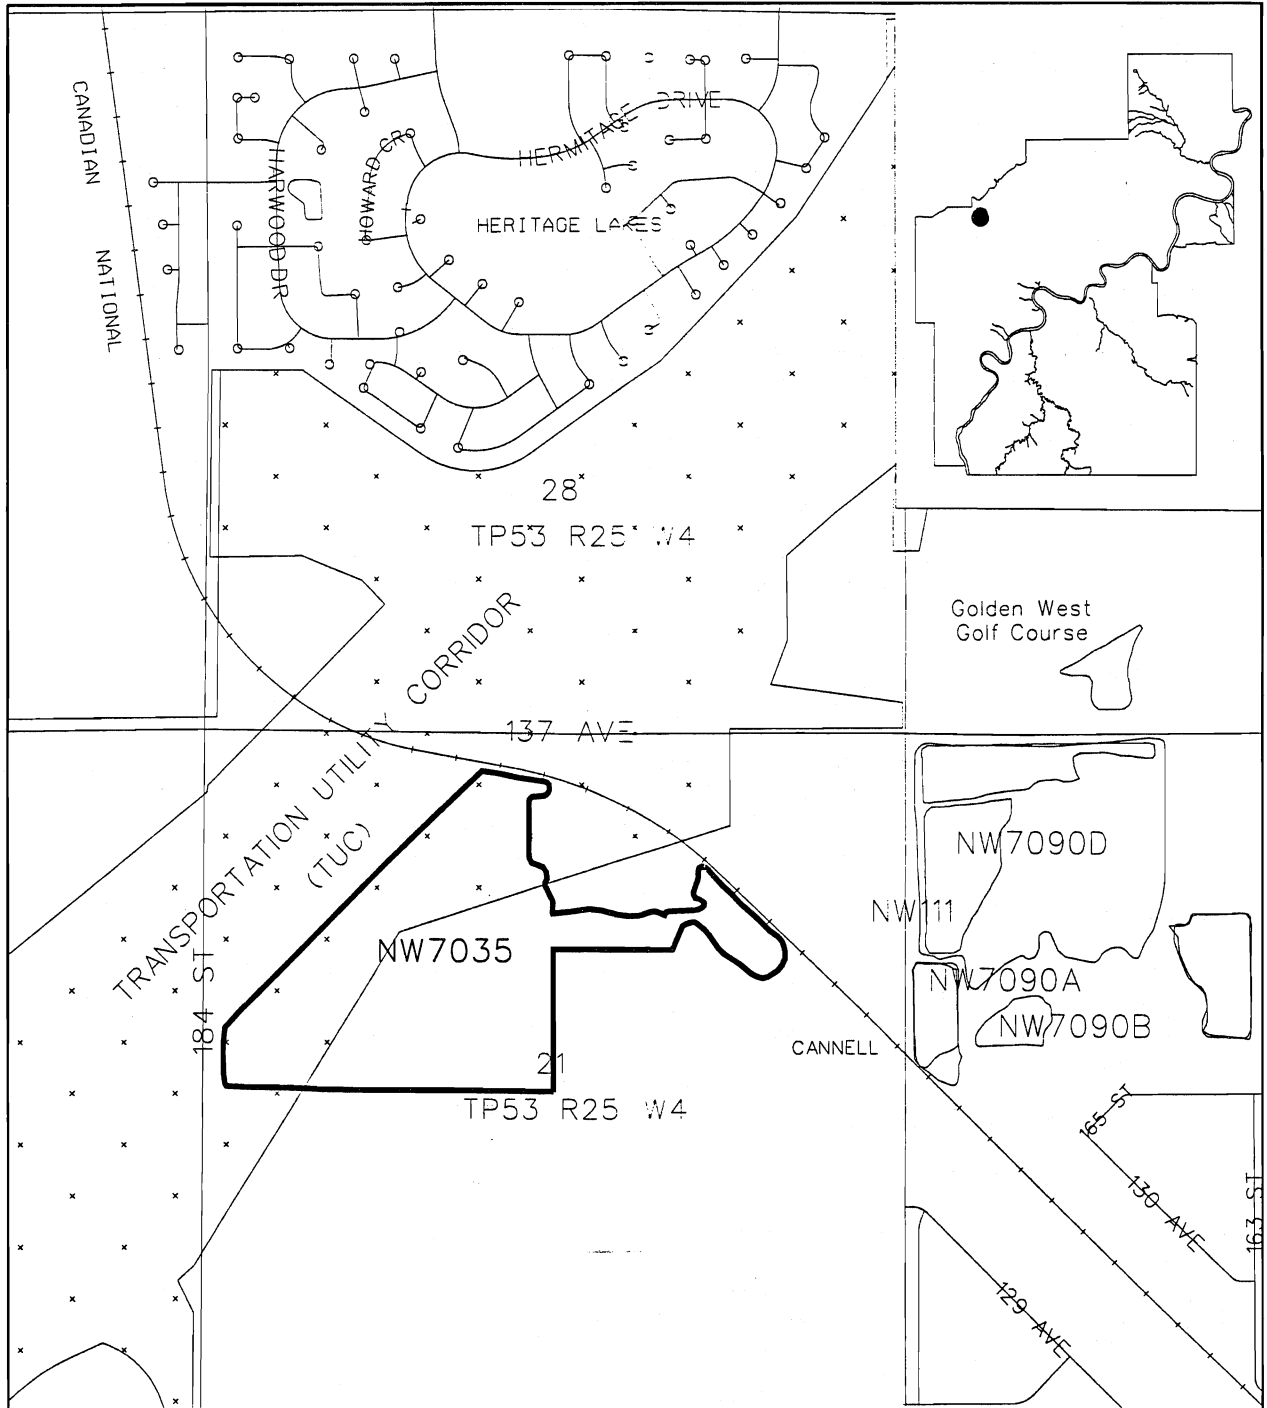 CANADIAN NATIONAL
HARWOOD DR
HOWARD CR
HERMITAGE DRIVE
HERITAGE LAKES
28
TP53 R25 W4
Golden West
Golf Course
TRANSPORTATION UTILITY CORRIDOR
(TUC)
137 AVE
NW7090D
NW111
NW7035
NW7090A
NW7090B
184 ST
CANNELL
21
TP53 R25 W4
165 ST
130 AVE
163 ST
129 AVE